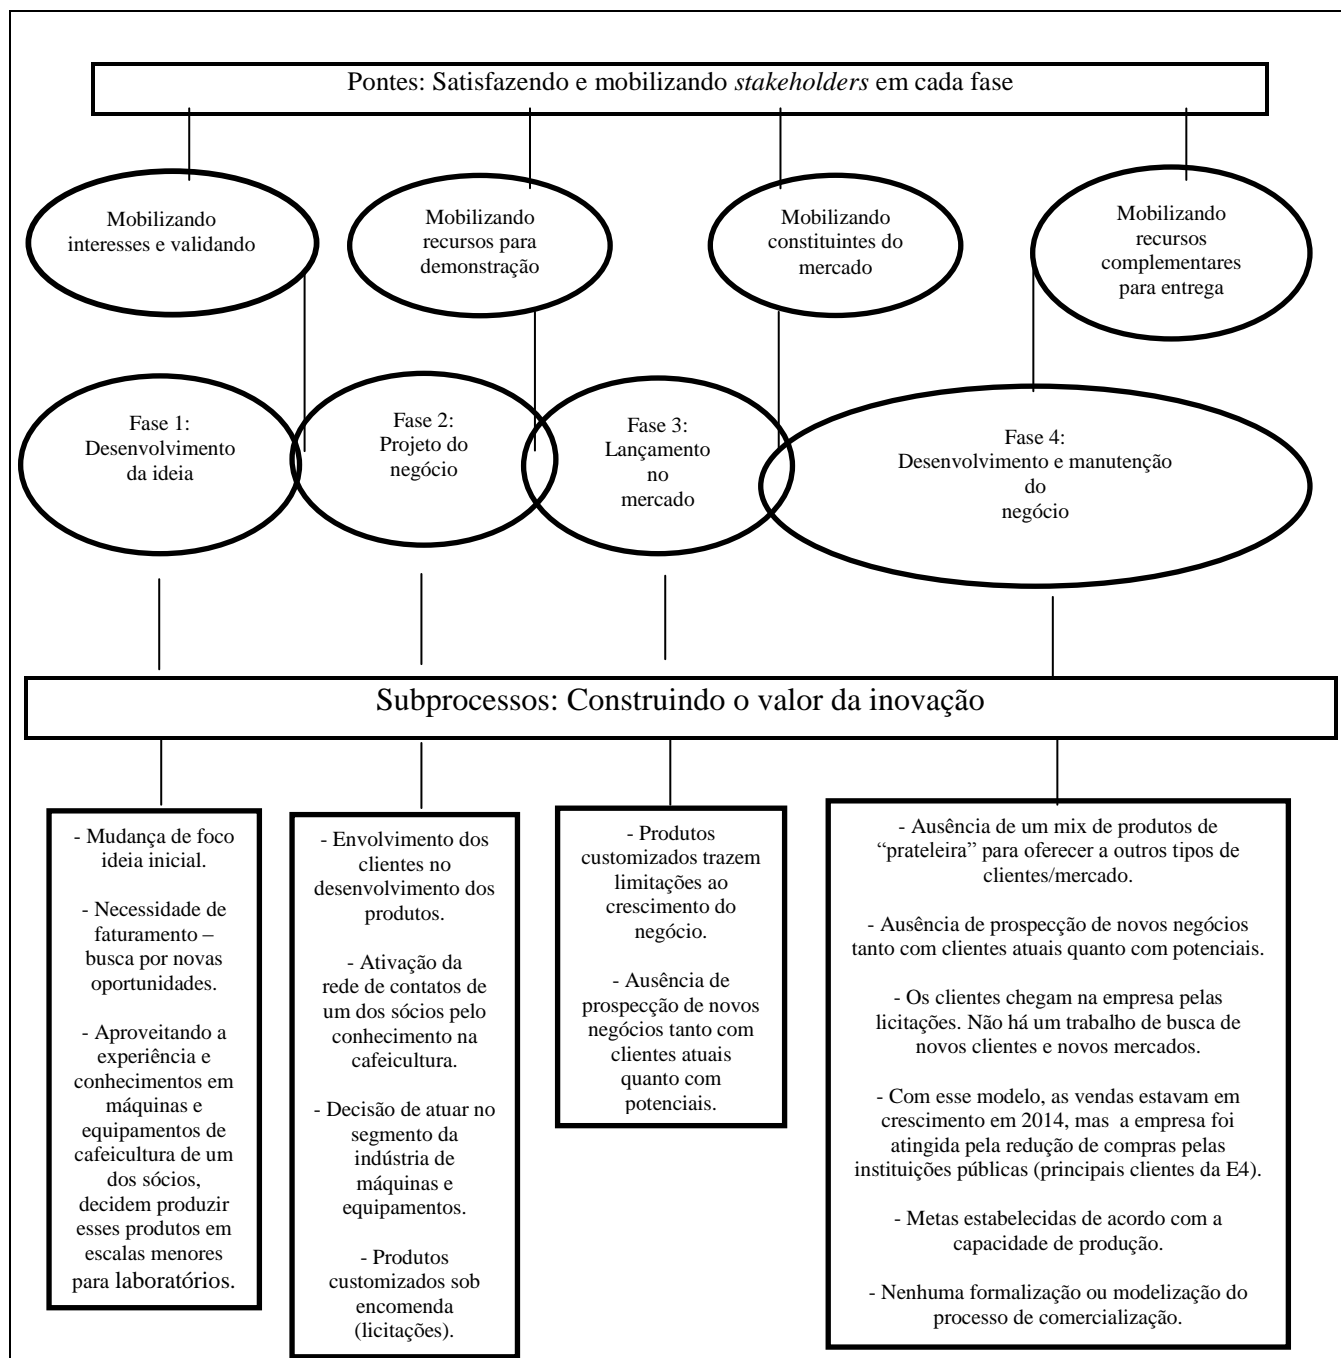 Pontes: Satisfazendo e mobilizando stakeholders em cada fase
Mobilizando
interesses e validando
Mobilizando
recursos para
demonstração
Mobilizando
constituintes do
mercado
Mobilizando
recursos
complementares
para entrega
Fase 1:
Desenvolvimento
da ideia
Fase 2:
Projeto do
negócio
Fase 3:
Lançamento
no
mercado
Fase 4:
Desenvolvimento e manutenção
do
negócio
Subprocessos: Construindo o valor da inovação
- Mudança de foco
ideia inicial.
- Necessidade de
faturamento –
busca por novas
oportunidades.
- Aproveitando a
experiência e
conhecimentos em
máquinas e
equipamentos de
cafeicultura de um
dos sócios,
decidem produzir
esses produtos em
escalas menores
para laboratórios.
- Envolvimento dos
clientes no
desenvolvimento dos
produtos.
- Ativação da
rede de contatos de
um dos sócios pelo
conhecimento na
cafeicultura.
- Decisão de atuar no
segmento da
indústria de
máquinas e
equipamentos.
- Produtos
customizados sob
encomenda
(licitações).
- Produtos
customizados trazem
limitações ao
crescimento do
negócio.
- Ausência de
prospecção de novos
negócios tanto com
clientes atuais
quanto com
potenciais.
- Ausência de um mix de produtos de
“prateleira” para oferecer a outros tipos de
clientes/mercado.
- Ausência de prospecção de novos negócios
tanto com clientes atuais quanto com potenciais.
- Os clientes chegam na empresa pelas
licitações. Não há um trabalho de busca de
novos clientes e novos mercados.
- Com esse modelo, as vendas estavam em
crescimento em 2014, mas a empresa foi
atingida pela redução de compras pelas
instituições públicas (principais clientes da E4).
- Metas estabelecidas de acordo com a
capacidade de produção.
- Nenhuma formalização ou modelização do
processo de comercialização.